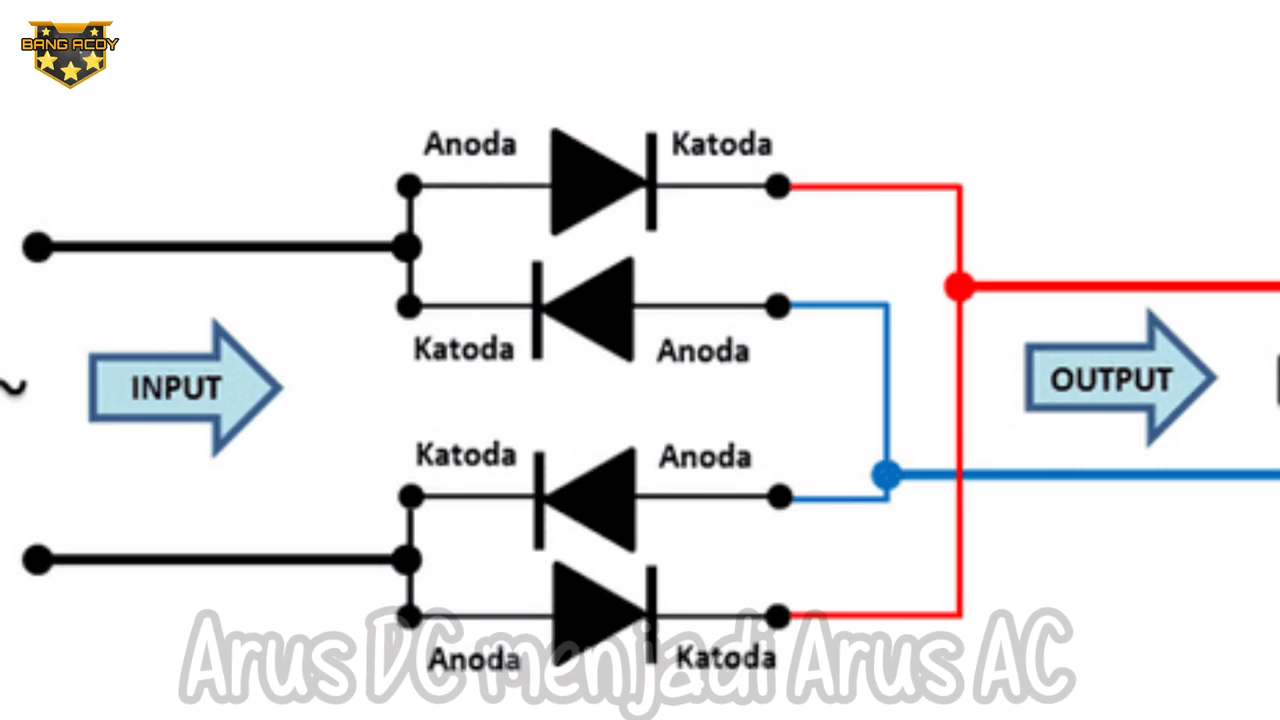 BANG ACOY
Anoda Katoda
Katoda Anoda
~ INPUT OUTPUT
Katoda Anoda
Anoda Katoda
Arus DC menjadi Arus AC